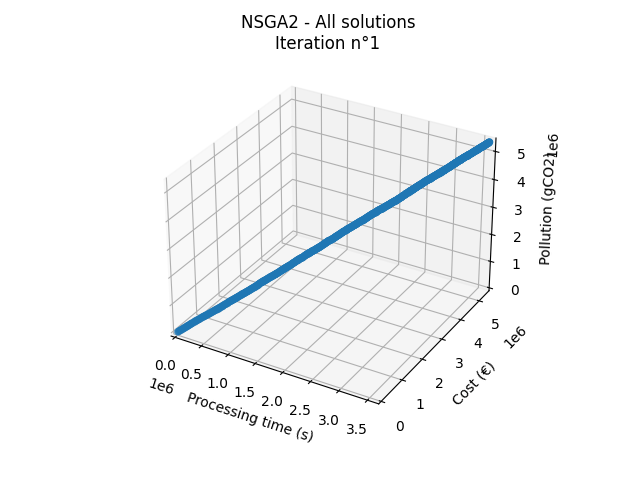 NSGA2 - All solutions
Iteration n°1
1e6
5
4
3
2
1
0
Pollution (gCO2)
0.0
0.5
1.0
1.5
2.0
2.5
3.0
3.5
1e6
Processing time (s)
0
1
2
3
4
5
1e6
Cost (€)